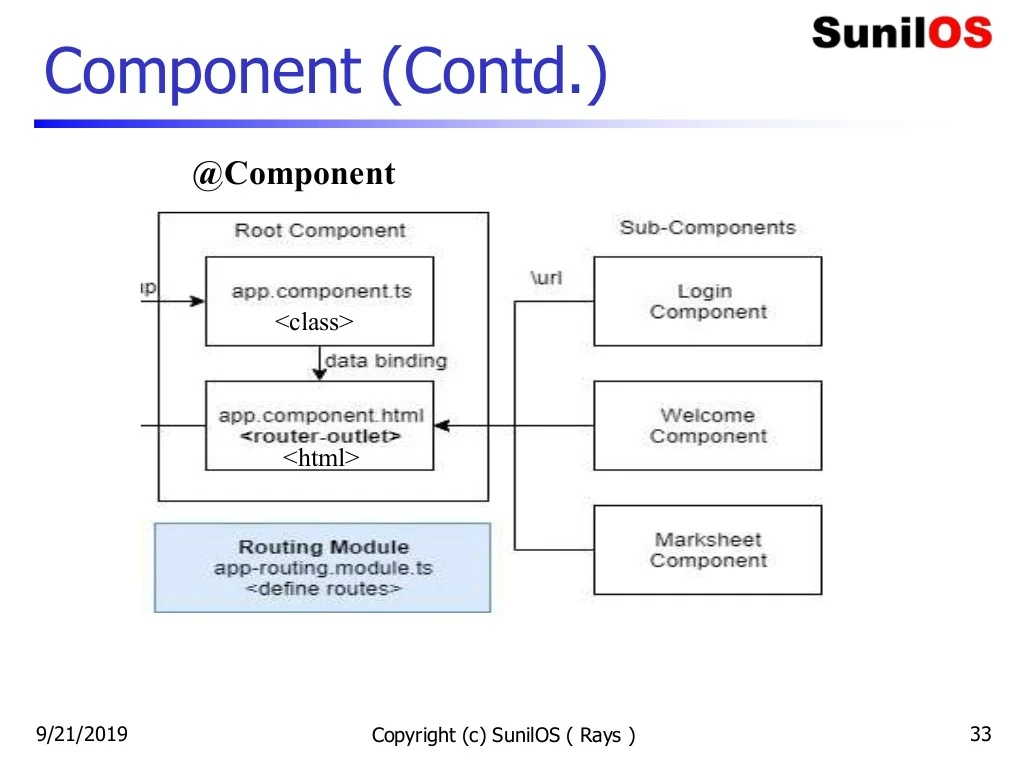 SunilOS
Component (Contd.)
@Component
Root Component
Sub-Components
app.component.ts
<class>
\url
Login
Component
data binding
app.component.html
<router-outlet>
<html>
Welcome
Component
Routing Module
app-routing.module.ts
<define routes>
Marksheet
Component
9/21/2019
Copyright (c) SunilOS ( Rays )
33